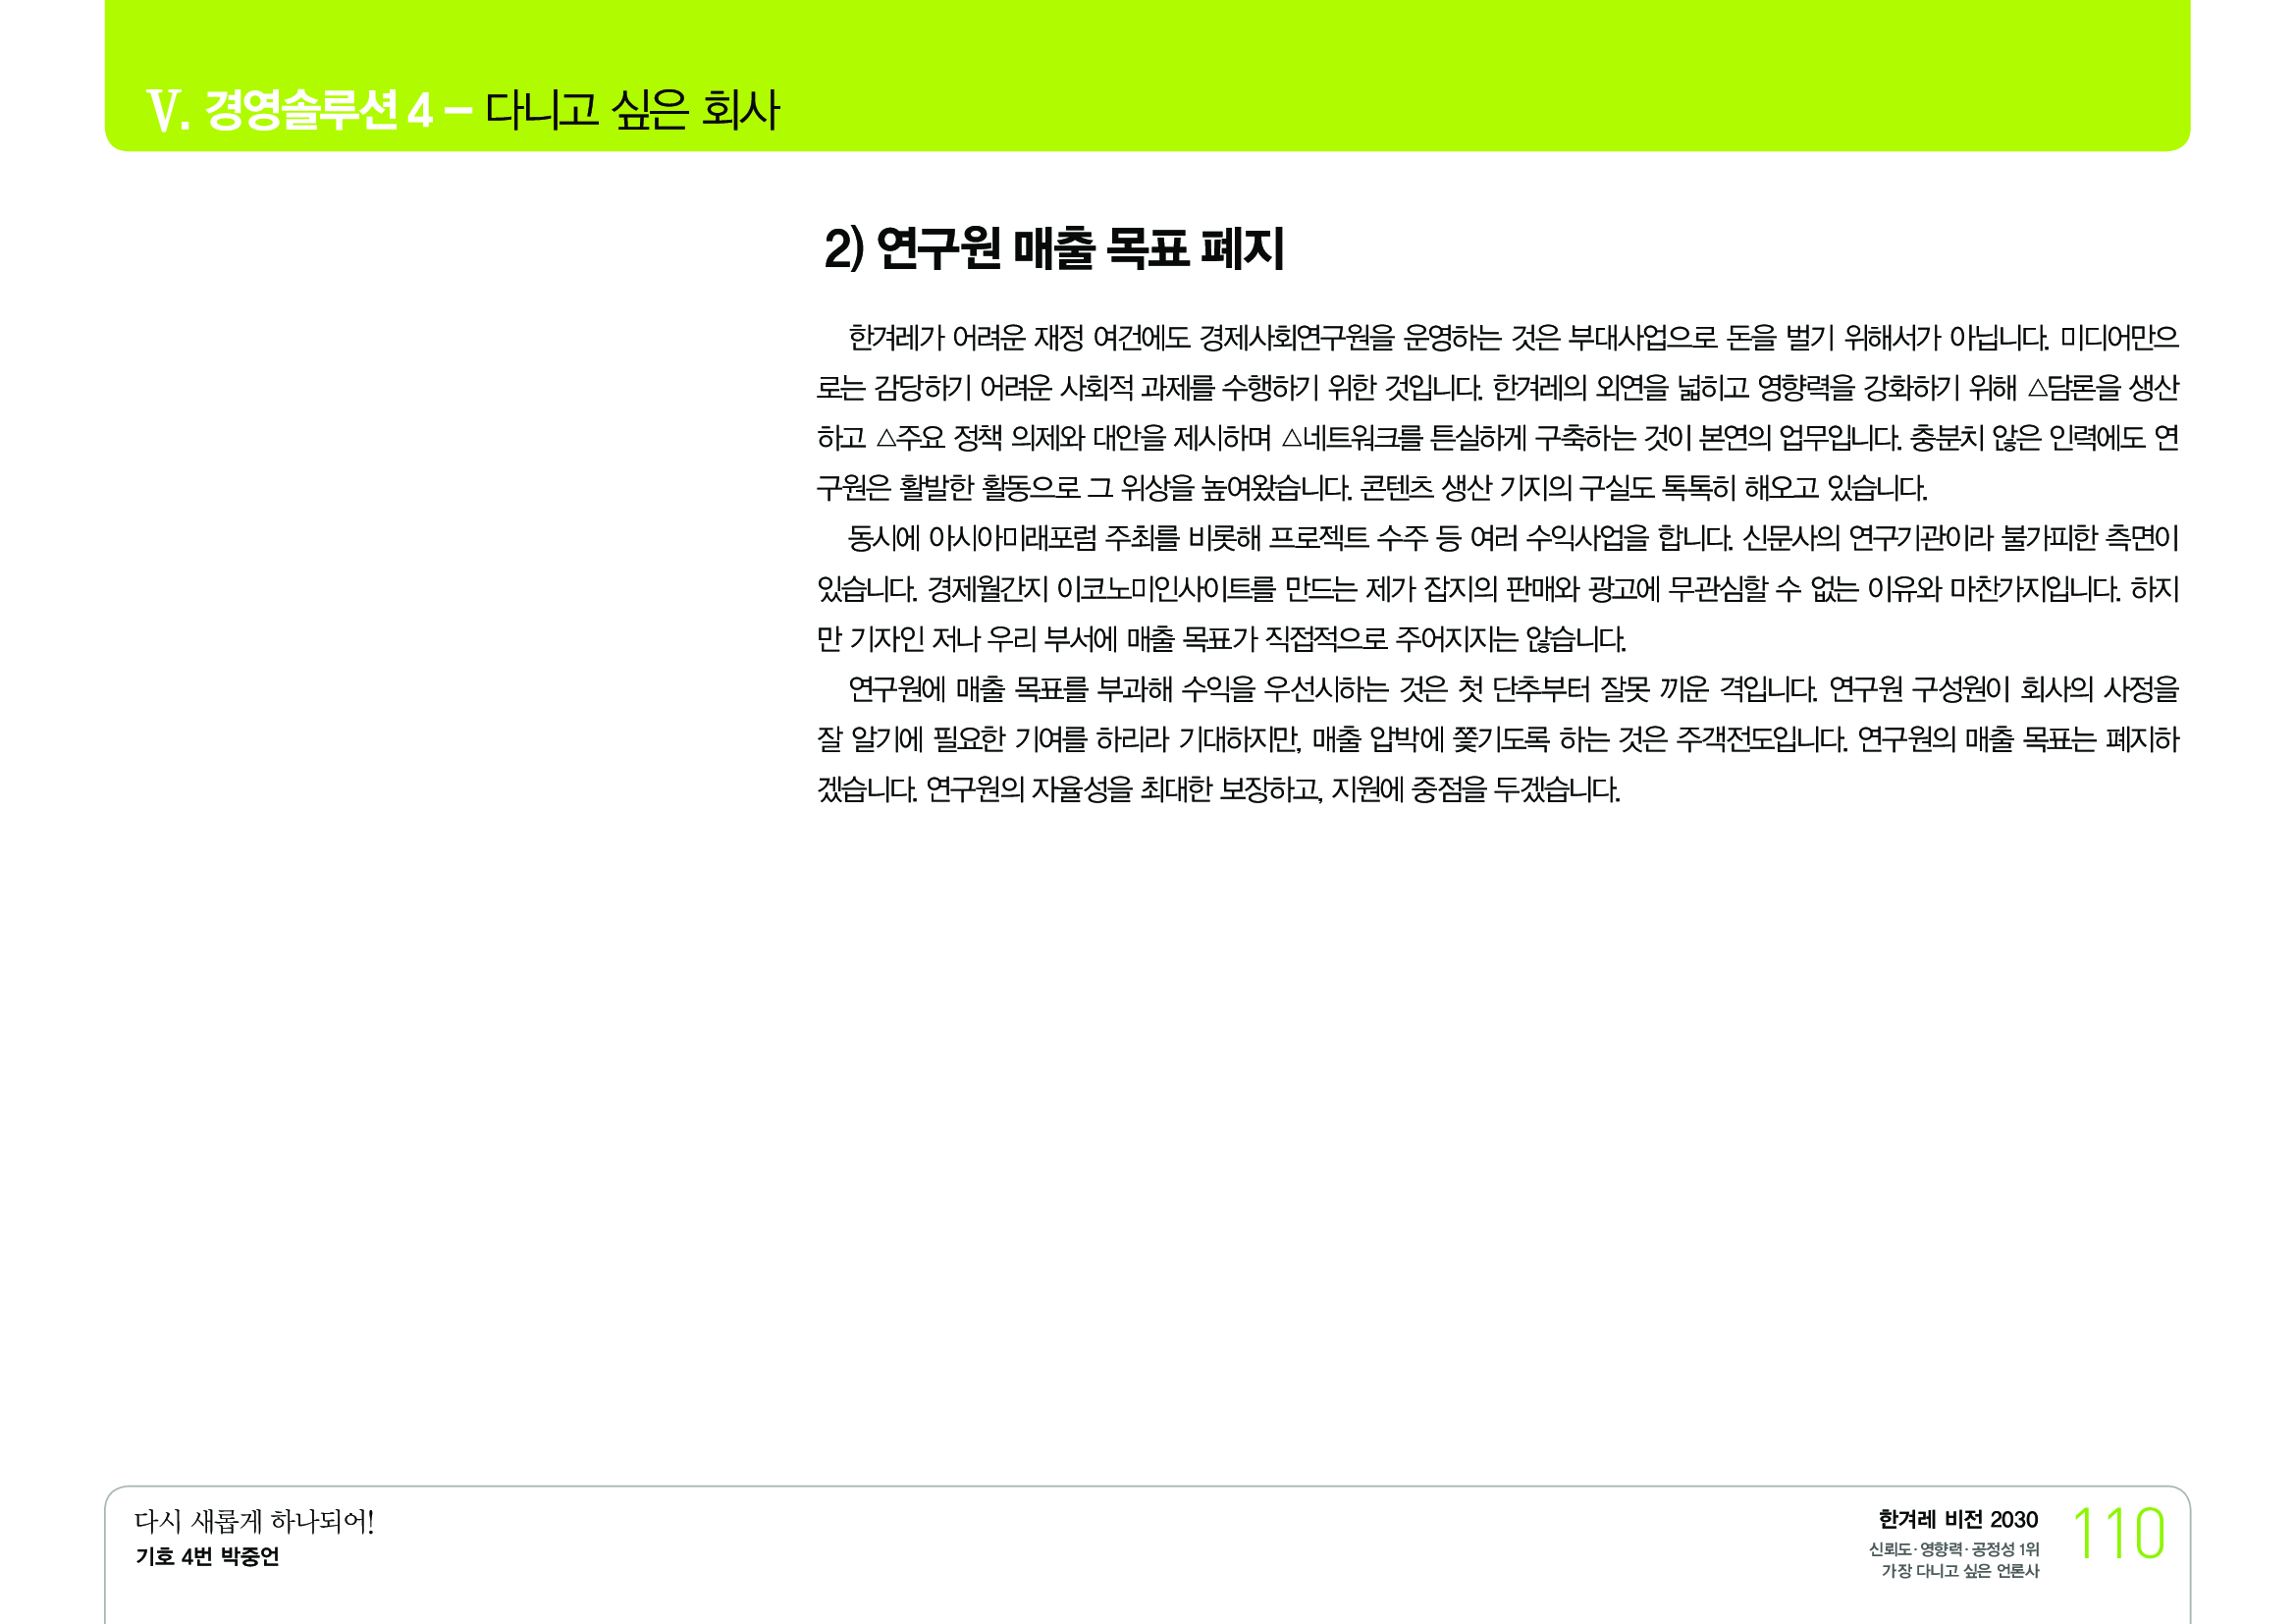 V. 경영솔루션 4 – 다니고 싶은 회사
2) 연구원 매출 목표 폐지
한겨레가 어려운 재정 여건에도 경제사회연구원을 운영하는 것은 부대사업으로 돈을 벌기 위해서가 아닙니다. 미디어만으
로는 감당하기 어려운 사회적 과제를 수행하기 위한 것입니다. 한겨레의 외연을 넓히고 영향력을 강화하기 위해 △담론을 생산
하고 △주요 정책 의제와 대안을 제시하며 △네트워크를 튼실하게 구축하는 것이 본연의 업무입니다. 충분치 않은 인력에도 연
구원은 활발한 활동으로 그 위상을 높여왔습니다. 콘텐츠 생산 기지의 구실도 톡톡히 해오고 있습니다.
동시에 아시아미래포럼 주최를 비롯해 프로젝트 수주 등 여러 수익사업을 합니다. 신문사의 연구기관이라 불가피한 측면이
있습니다. 경제월간지 이코노미인사이트를 만드는 제가 잡지의 판매와 광고에 무관심할 수 없는 이유와 마찬가지입니다. 하지
만 기자인 저나 우리 부서에 매출 목표가 직접적으로 주어지지는 않습니다.
연구원에 매출 목표를 부과해 수익을 우선시하는 것은 첫 단추부터 잘못 끼운 격입니다. 연구원 구성원이 회사의 사정을
잘 알기에 필요한 기여를 하리라 기대하지만, 매출 압박에 쫓기도록 하는 것은 주객전도입니다. 연구원의 매출 목표는 폐지하
겠습니다. 연구원의 자율성을 최대한 보장하고, 지원에 중점을 두겠습니다.
다시 새롭게 하나되어!
기호 4번 박중언
한겨레 비전 2030
신뢰도·영향력·공정성 1위
가장 다니고 싶은 언론사
110